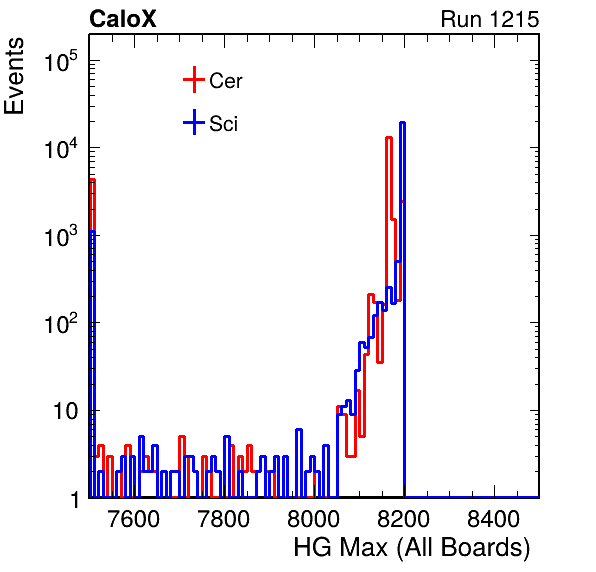 CaloX Run 1215
Events
10^5
10^4
10^3
10^2
10
1
Cer
Sci
7600 7800 8000 8200 8400
HG Max (All Boards)